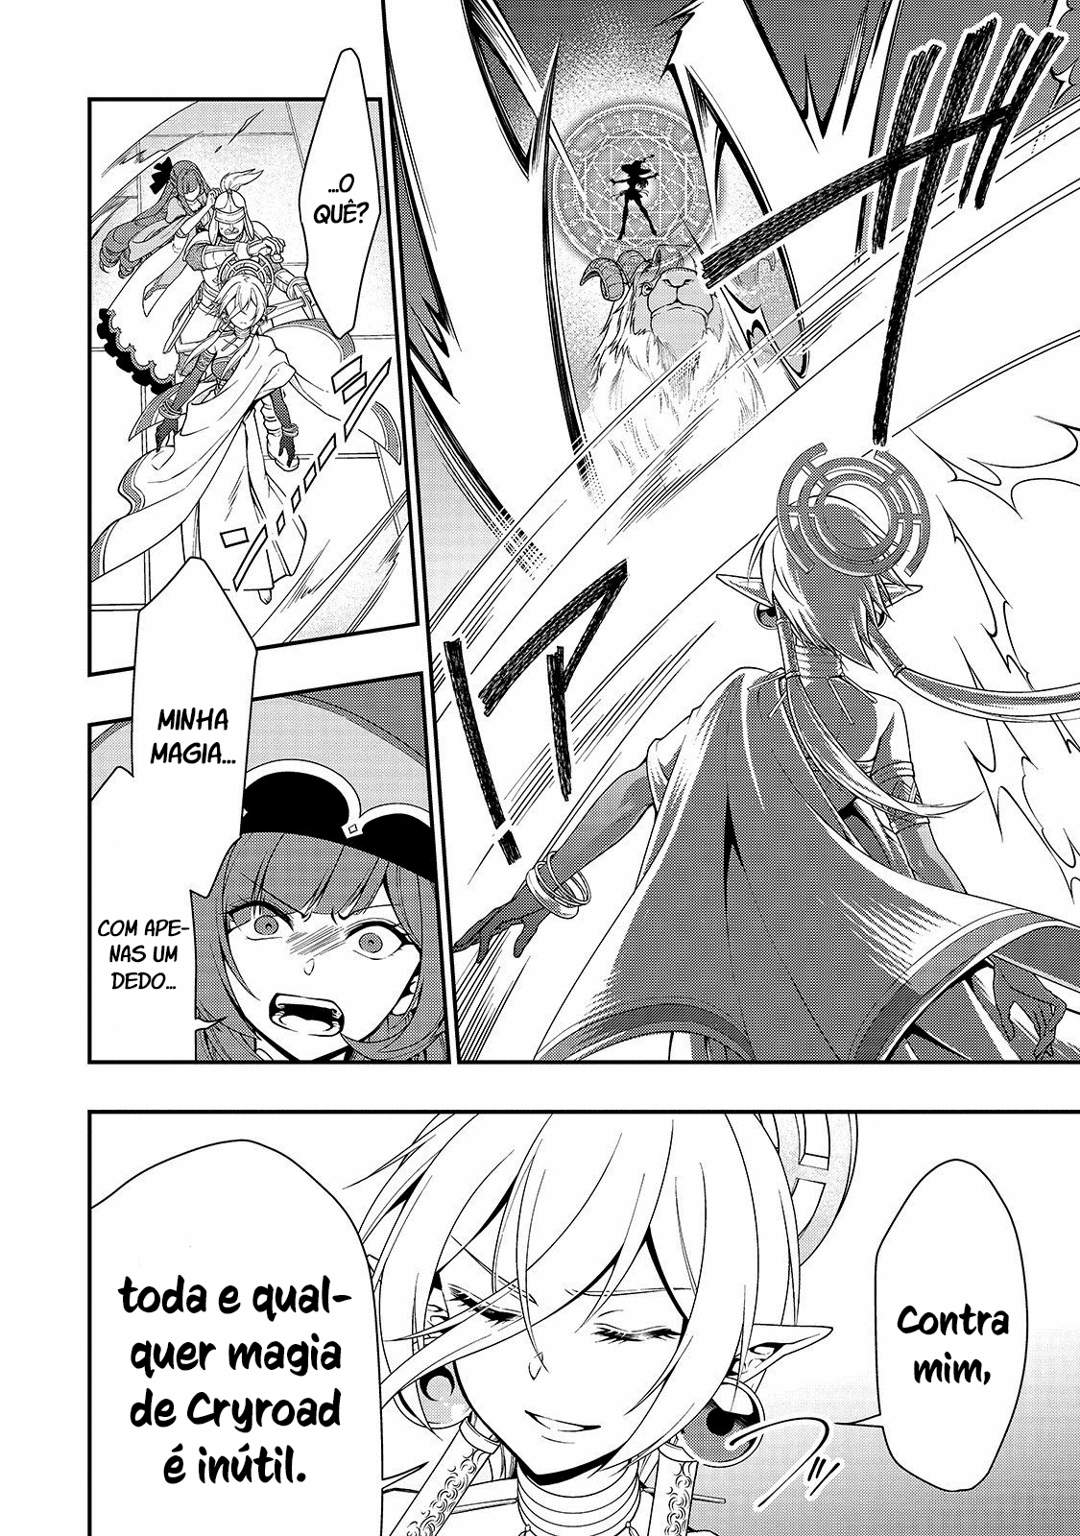 ...O
QUÊ?
MINHA
MAGIA...
COM APE-
NAS UM
DEDO...
Contra
mim,
toda e qual-
quer magia
de Cryroad
é inútil.